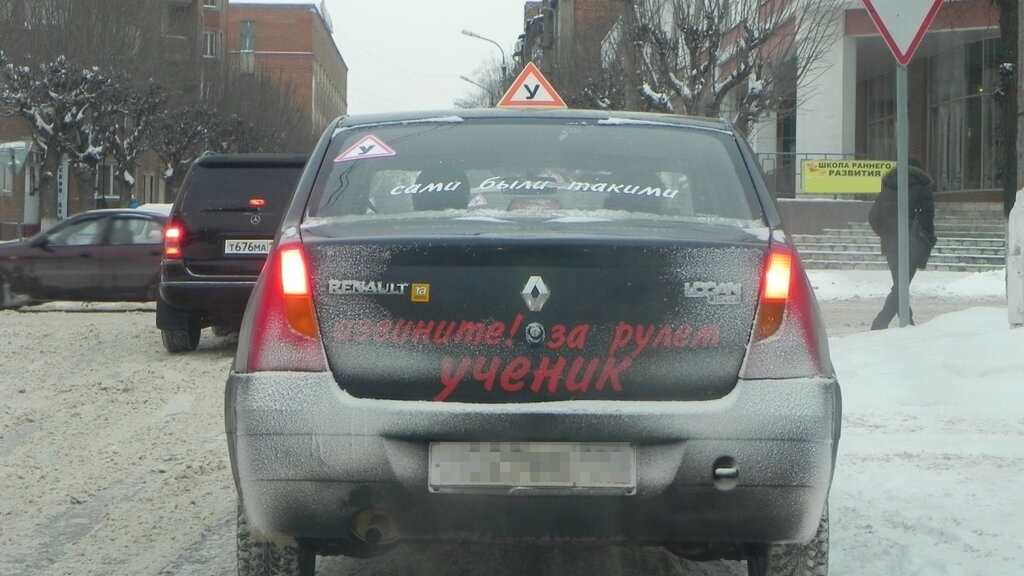 У
У
сами были такими
ШКОЛА РАННЕГО
РАЗВИТИЯ
Т676МА
RENAULT
LOGAN
извините! за рулем
ученик